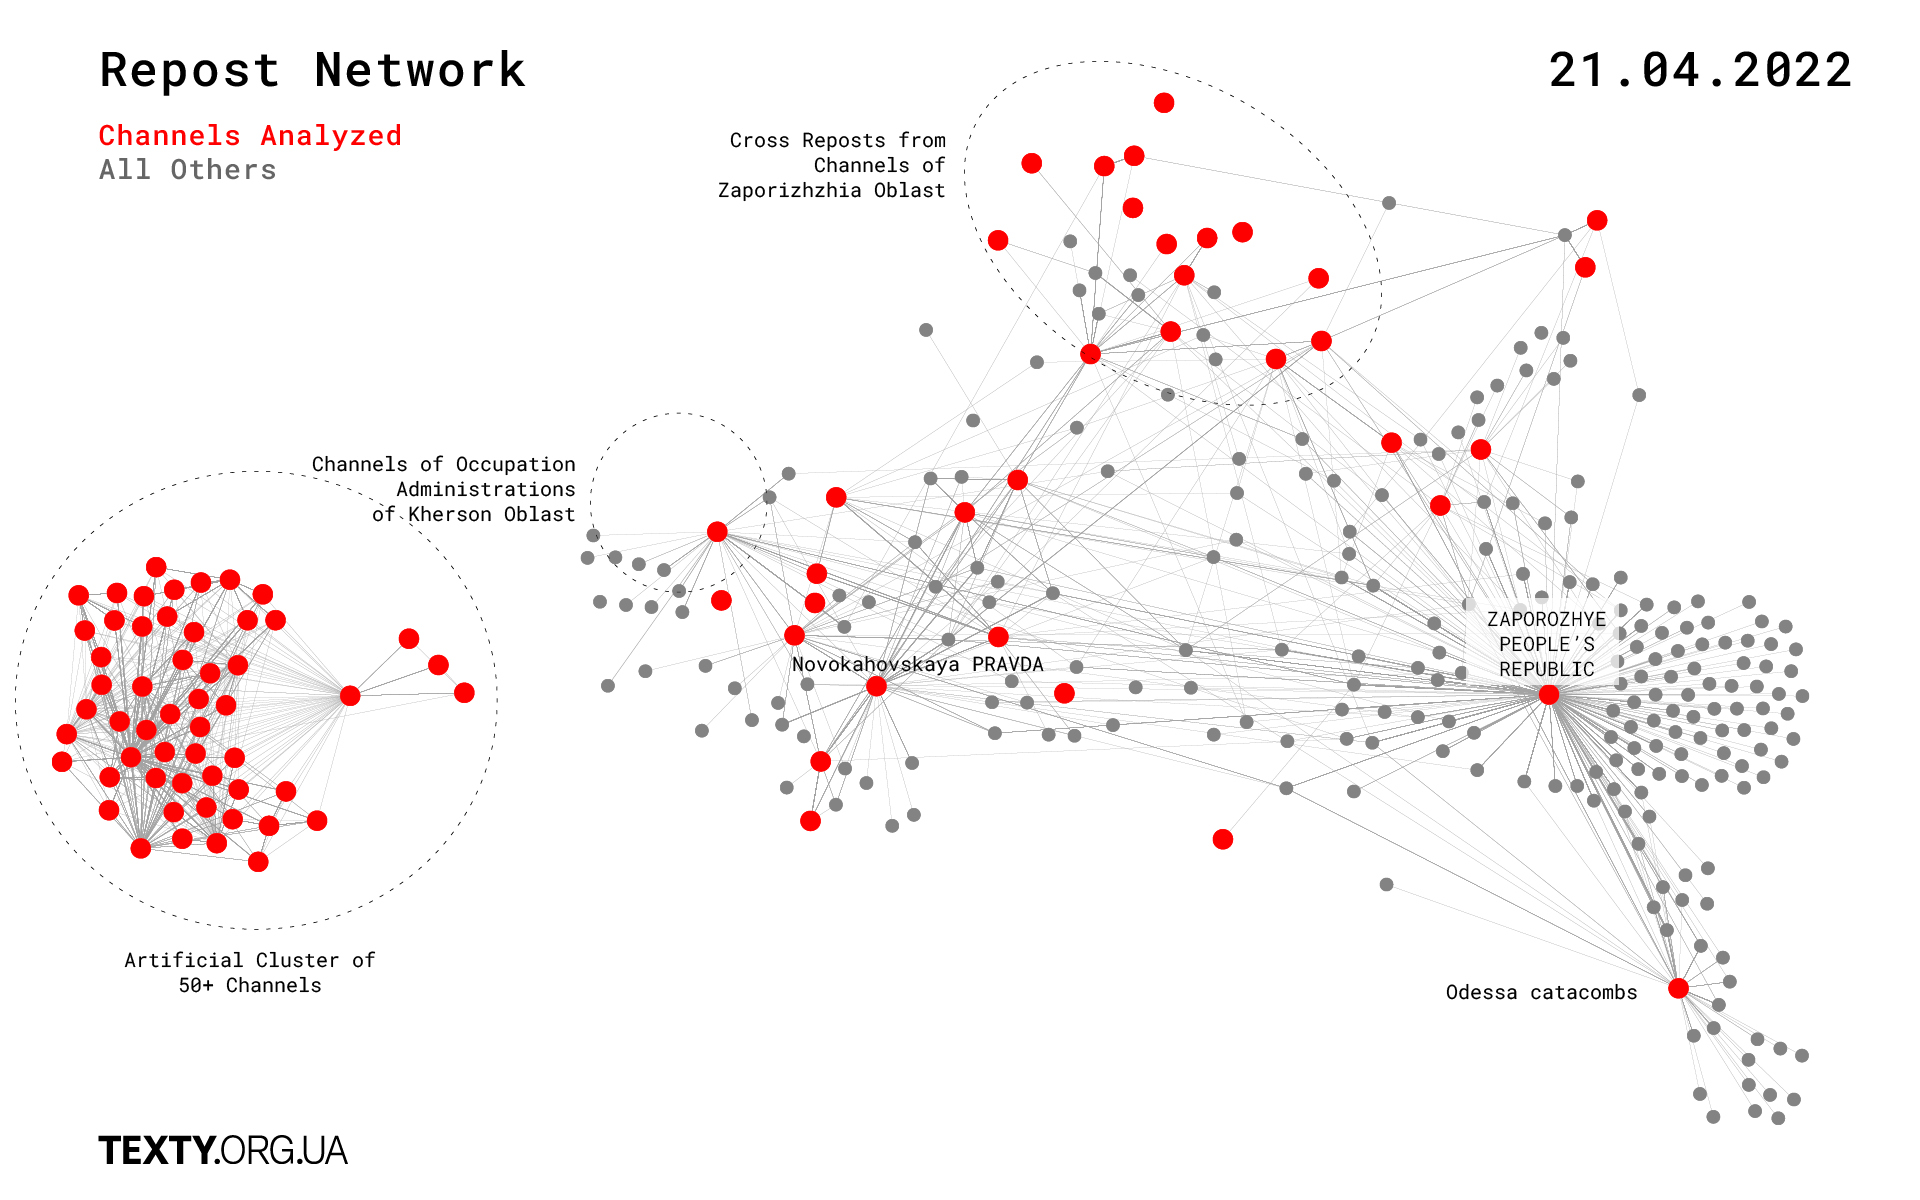 Repost Network
21.04.2022
Channels Analyzed
All Others
Cross Reposts from
Channels of
Zaporizhzhia Oblast
Channels of Occupation
Administrations
of Kherson Oblast
ZAPOROZHYE
PEOPLE’S
REPUBLIC
Novokahovskaya PRAVDA
Artificial Cluster of
50+ Channels
Odessa catacombs
TEXTY.ORG.UA